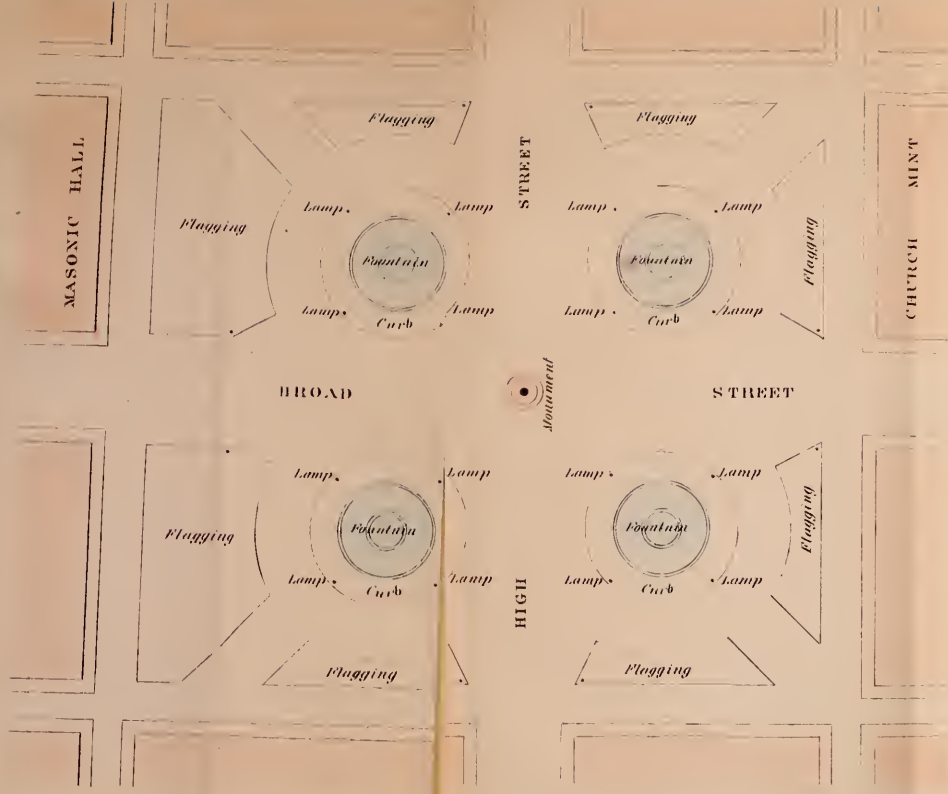 Flagging
Flagging
STREET
MASONIC HALL
CHURCH MINT
Lamp
Lamp
Lamp
Lamp
Flagging
Fountain
Fountain
Flagging
Lamp
Lamp
Lamp
Lamp
Curb
Curb
BROAD
Monument
STREET
Lamp
Lamp
Lamp
Lamp
Flagging
Fountain
Fountain
Flagging
Lamp
Lamp
Lamp
Lamp
Curb
Curb
HIGH
Flagging
Flagging